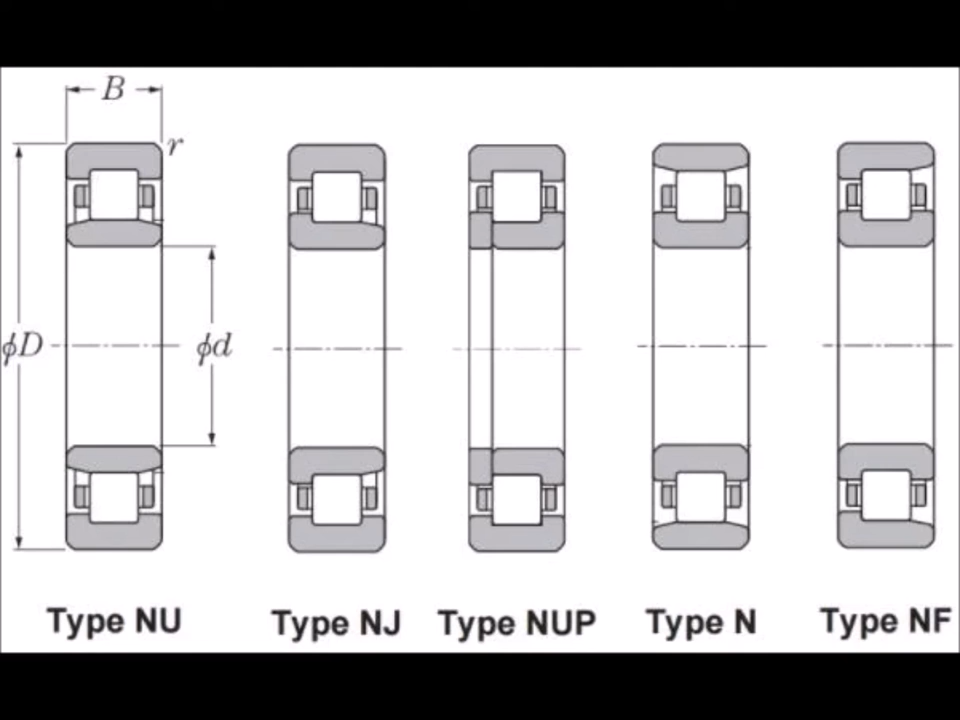 B
r
ϕD
ϕd
Type NU
Type NJ
Type NUP
Type N
Type NF